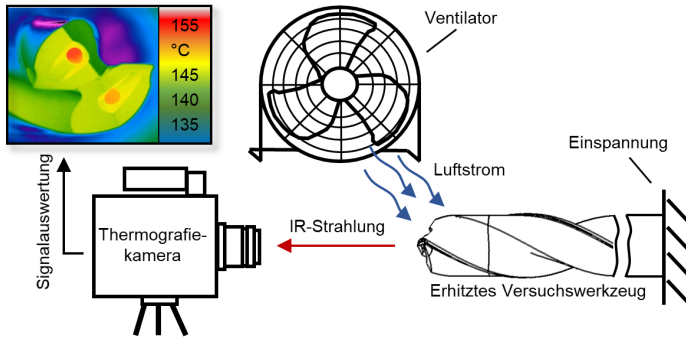 155
°C
145
140
135
Ventilator
Einspannung
Luftstrom
Signalauswertung
Thermografie-
kamera
IR-Strahlung
Erhitztes Versuchswerkzeug